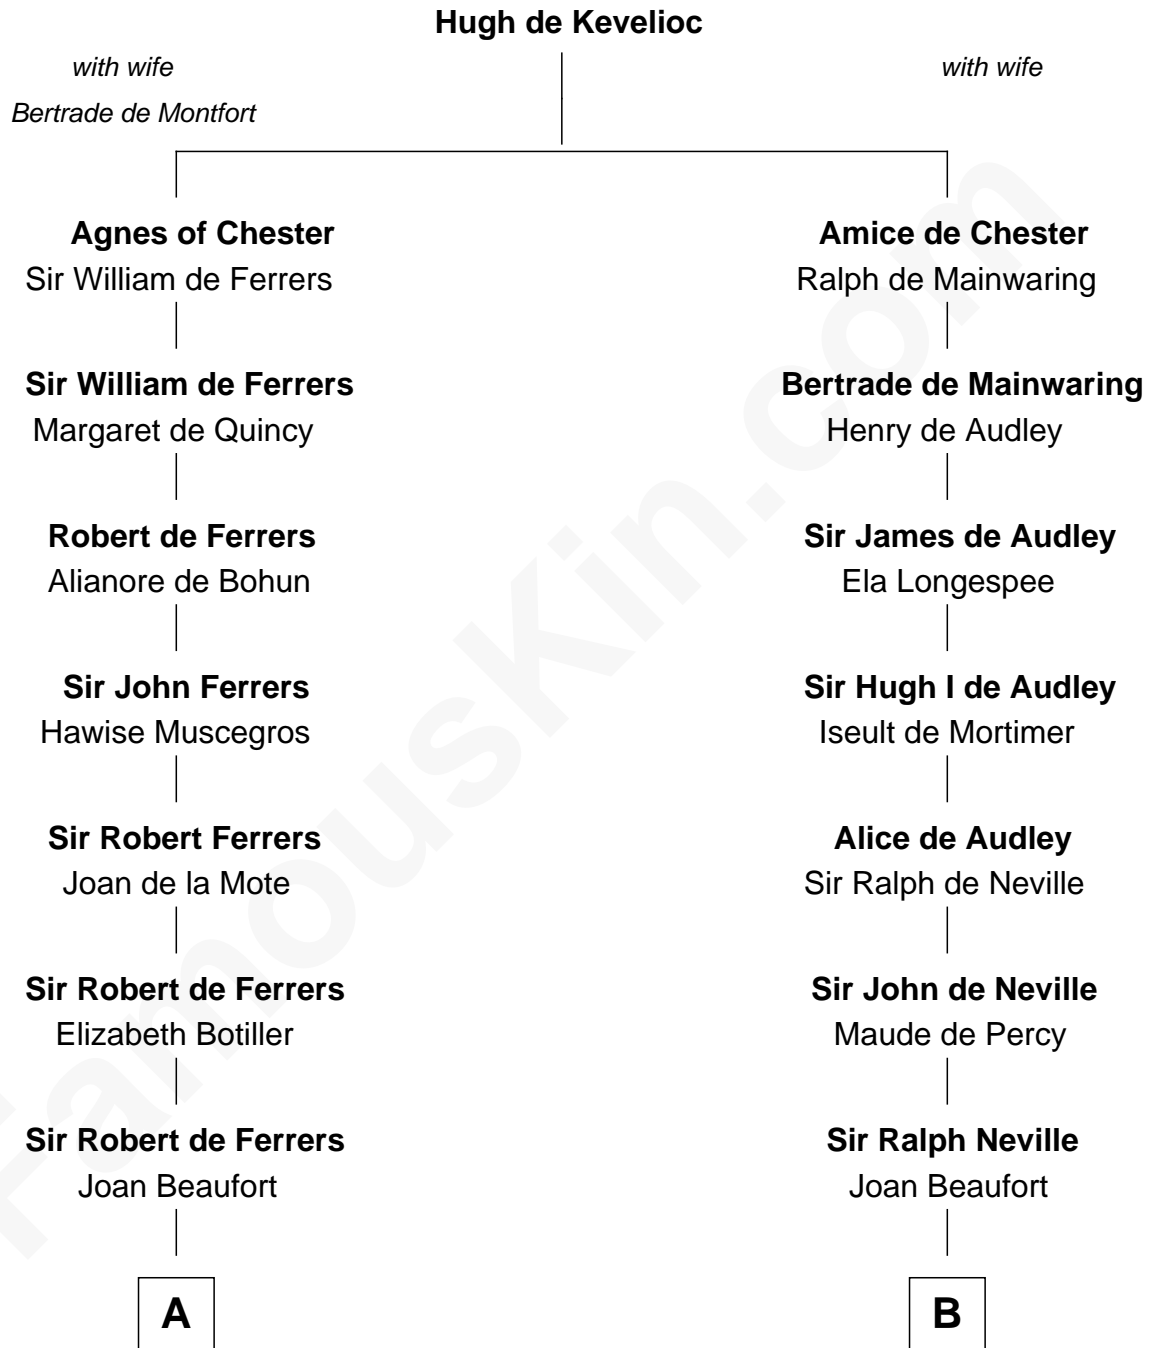 Hugh de Kevelioc
with wife
Bertrade de Montfort
with wife
Agnes of Chester
Sir William de Ferrers
Amice de Chester
Ralph de Mainwaring
Sir William de Ferrers
Margaret de Quincy
Bertrade de Mainwaring
Henry de Audley
Robert de Ferrers
Alianore de Bohun
Sir James de Audley
Ela Longespee
Sir John Ferrers
Hawise Muscegros
Sir Hugh I de Audley
Iseult de Mortimer
Sir Robert Ferrers
Joan de la Mote
Alice de Audley
Sir Ralph de Neville
Sir Robert de Ferrers
Elizabeth Botiller
Sir John de Neville
Maude de Percy
Sir Robert de Ferrers
Joan Beaufort
Sir Ralph Neville
Joan Beaufort
A
B
FamousKin.com